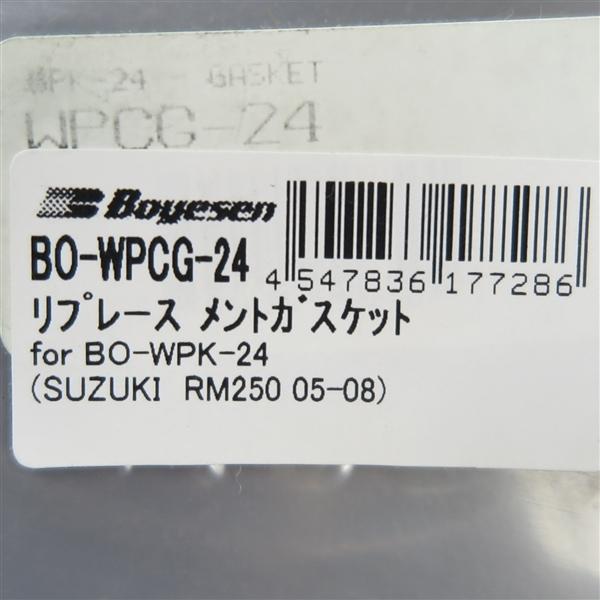 WPK-24 - GASKET
WPCG-24
Boyesen
BO-WPCG-24
4 547836 177286
リプレース メントガスケット
for BO-WPK-24
(SUZUKI RM250 05-08)